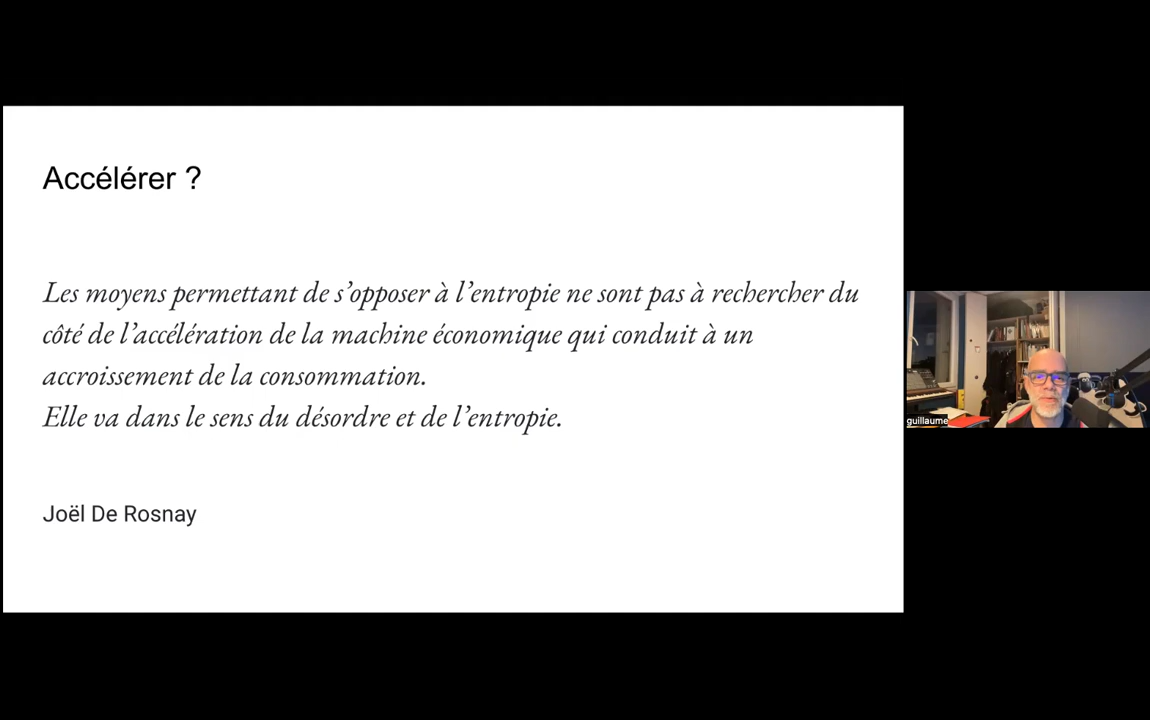 Accélérer ?
Les moyens permettant de s’opposer à l’entropie ne sont pas à rechercher du
côté de l’accélération de la machine économique qui conduit à un
accroissement de la consommation.
Elle va dans le sens du désordre et de l’entropie.
Joël De Rosnay
guillaume